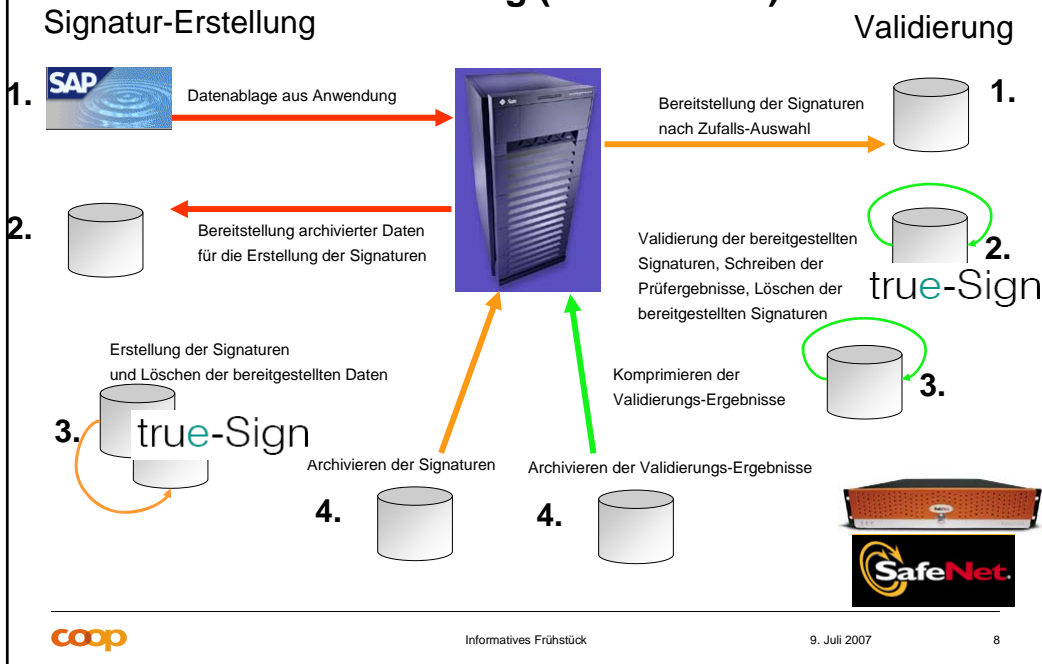 Signatur-Erstellung
Validierung
1.
SAP
Datenablage aus Anwendung
Sun
Bereitstellung der Signaturen
nach Zufalls-Auswahl
1.
2.
Bereitstellung archivierter Daten
für die Erstellung der Signaturen
Validierung der bereitgestellten
Signaturen, Schreiben der
Prüfergebnisse, Löschen der
bereitgestellten Signaturen
2.
true-Sign
Erstellung der Signaturen
und Löschen der bereitgestellten Daten
3.
true-Sign
Komprimieren der
Validierungs-Ergebnisse
3.
Archivieren der Signaturen
4.
Archivieren der Validierungs-Ergebnisse
4.
SafeNet.
coop
Informatives Frühstück
9. Juli 2007
8